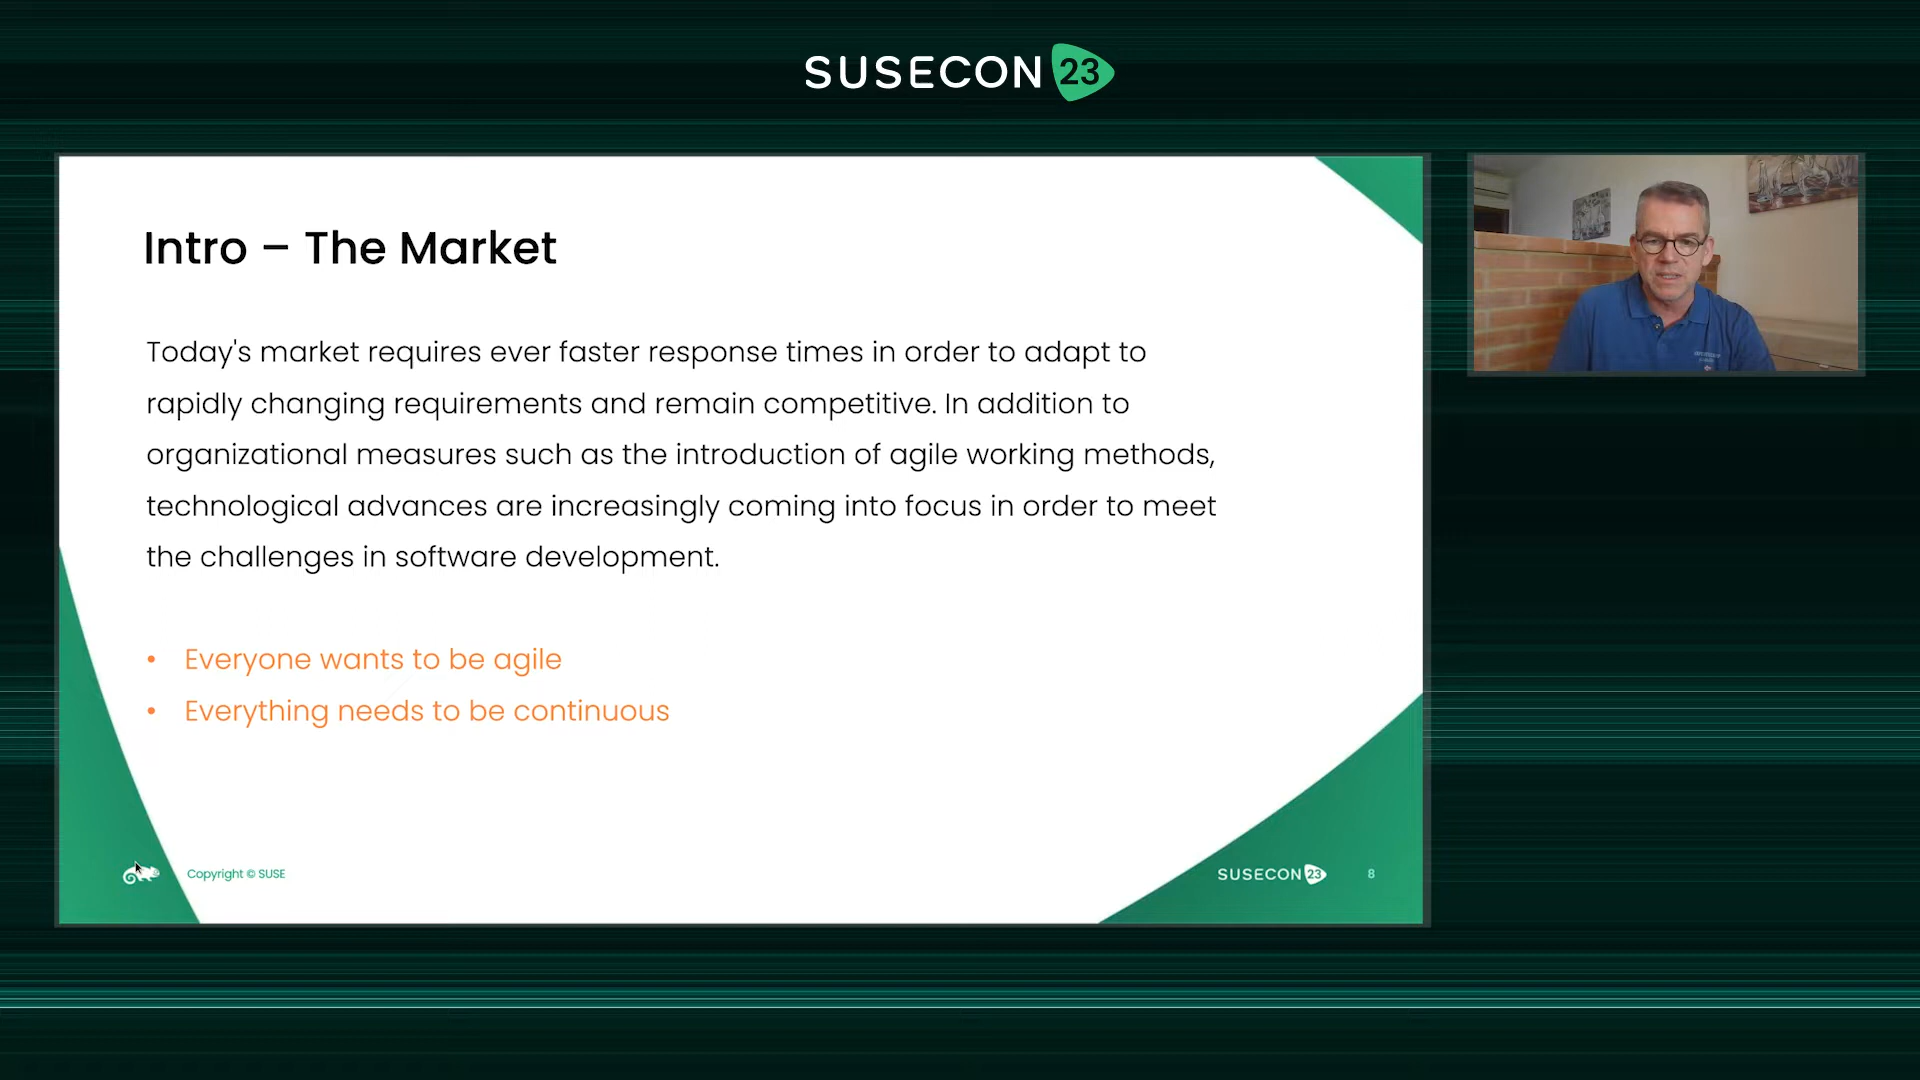 SUSECON 23
Intro – The Market
Today's market requires ever faster response times in order to adapt to
rapidly changing requirements and remain competitive. In addition to
organizational measures such as the introduction of agile working methods,
technological advances are increasingly coming into focus in order to meet
the challenges in software development.
• Everyone wants to be agile
• Everything needs to be continuous
Copyright © SUSE
SUSECON 23
8